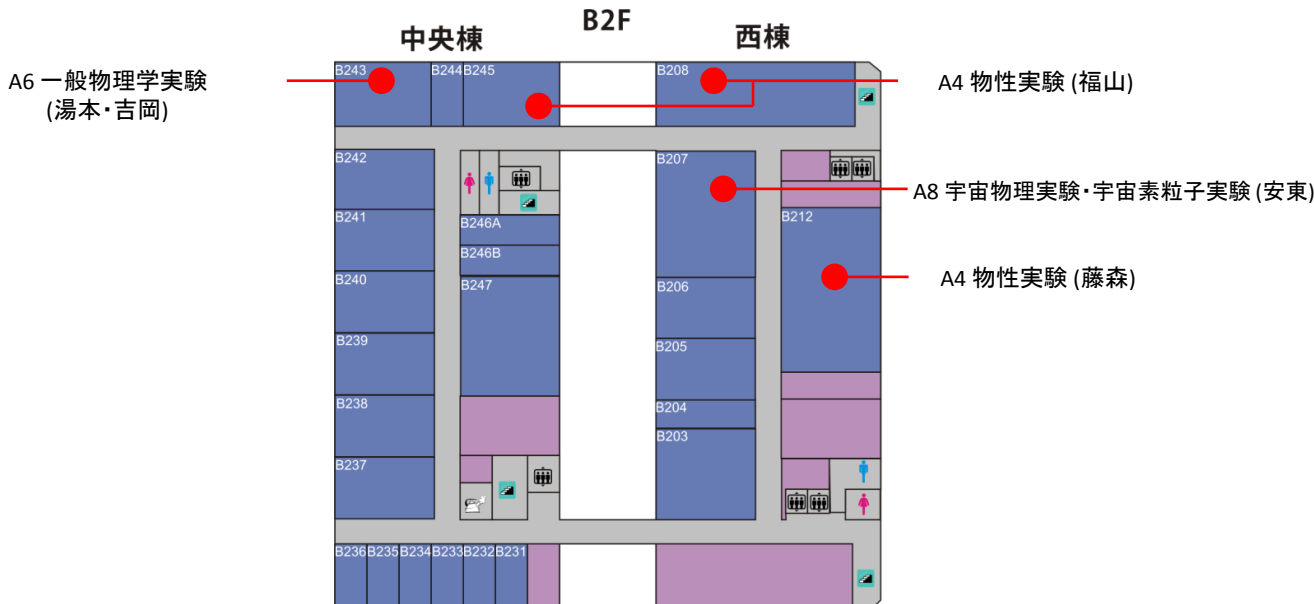 B2F
中央棟
西棟
A6 一般物理学実験
(湯本・吉岡)
B243
B244
B245
B208
A4 物性実験 (福山)
B242
B207
A8 宇宙物理実験・宇宙素粒子実験 (安東)
B241
B246A
B212
B246B
A4 物性実験 (藤森)
B240
B247
B206
B239
B205
B238
B204
B203
B237
B236
B235
B234
B233
B232
B231